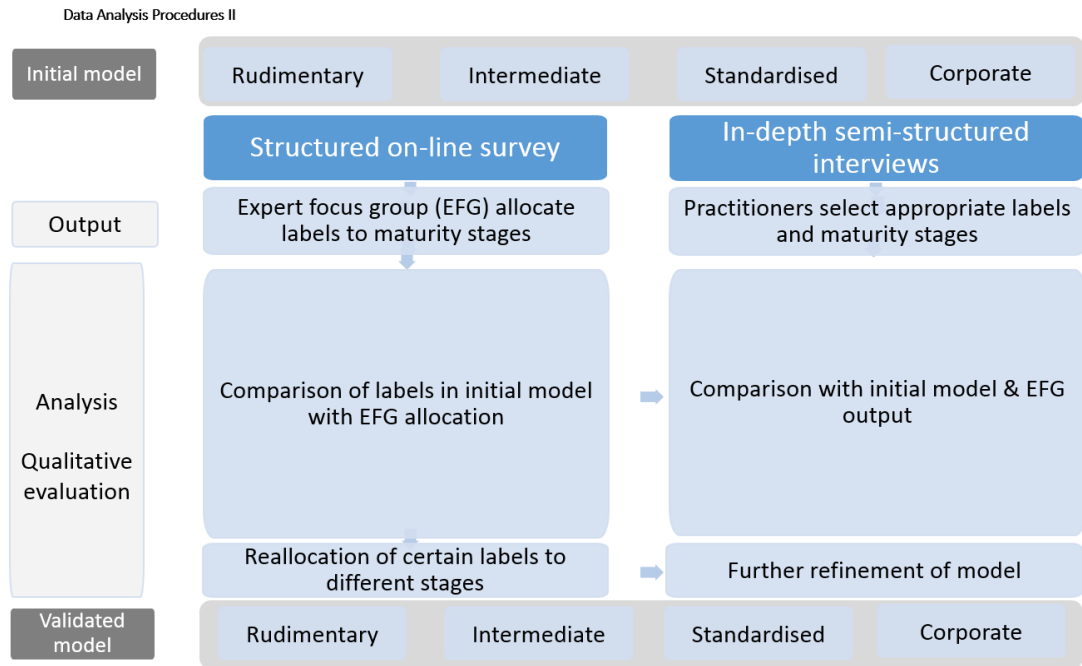 Data Analysis Procedures II
Initial model
Rudimentary
Intermediate
Standardised
Corporate
Structured on-line survey
In-depth semi-structured
interviews
Output
Expert focus group (EFG) allocate
labels to maturity stages
Practitioners select appropriate labels
and maturity stages
Analysis
Qualitative
evaluation
Comparison of labels in initial model
with EFG allocation
Comparison with initial model & EFG
output
Reallocation of certain labels to
different stages
Further refinement of model
Validated
model
Rudimentary
Intermediate
Standardised
Corporate